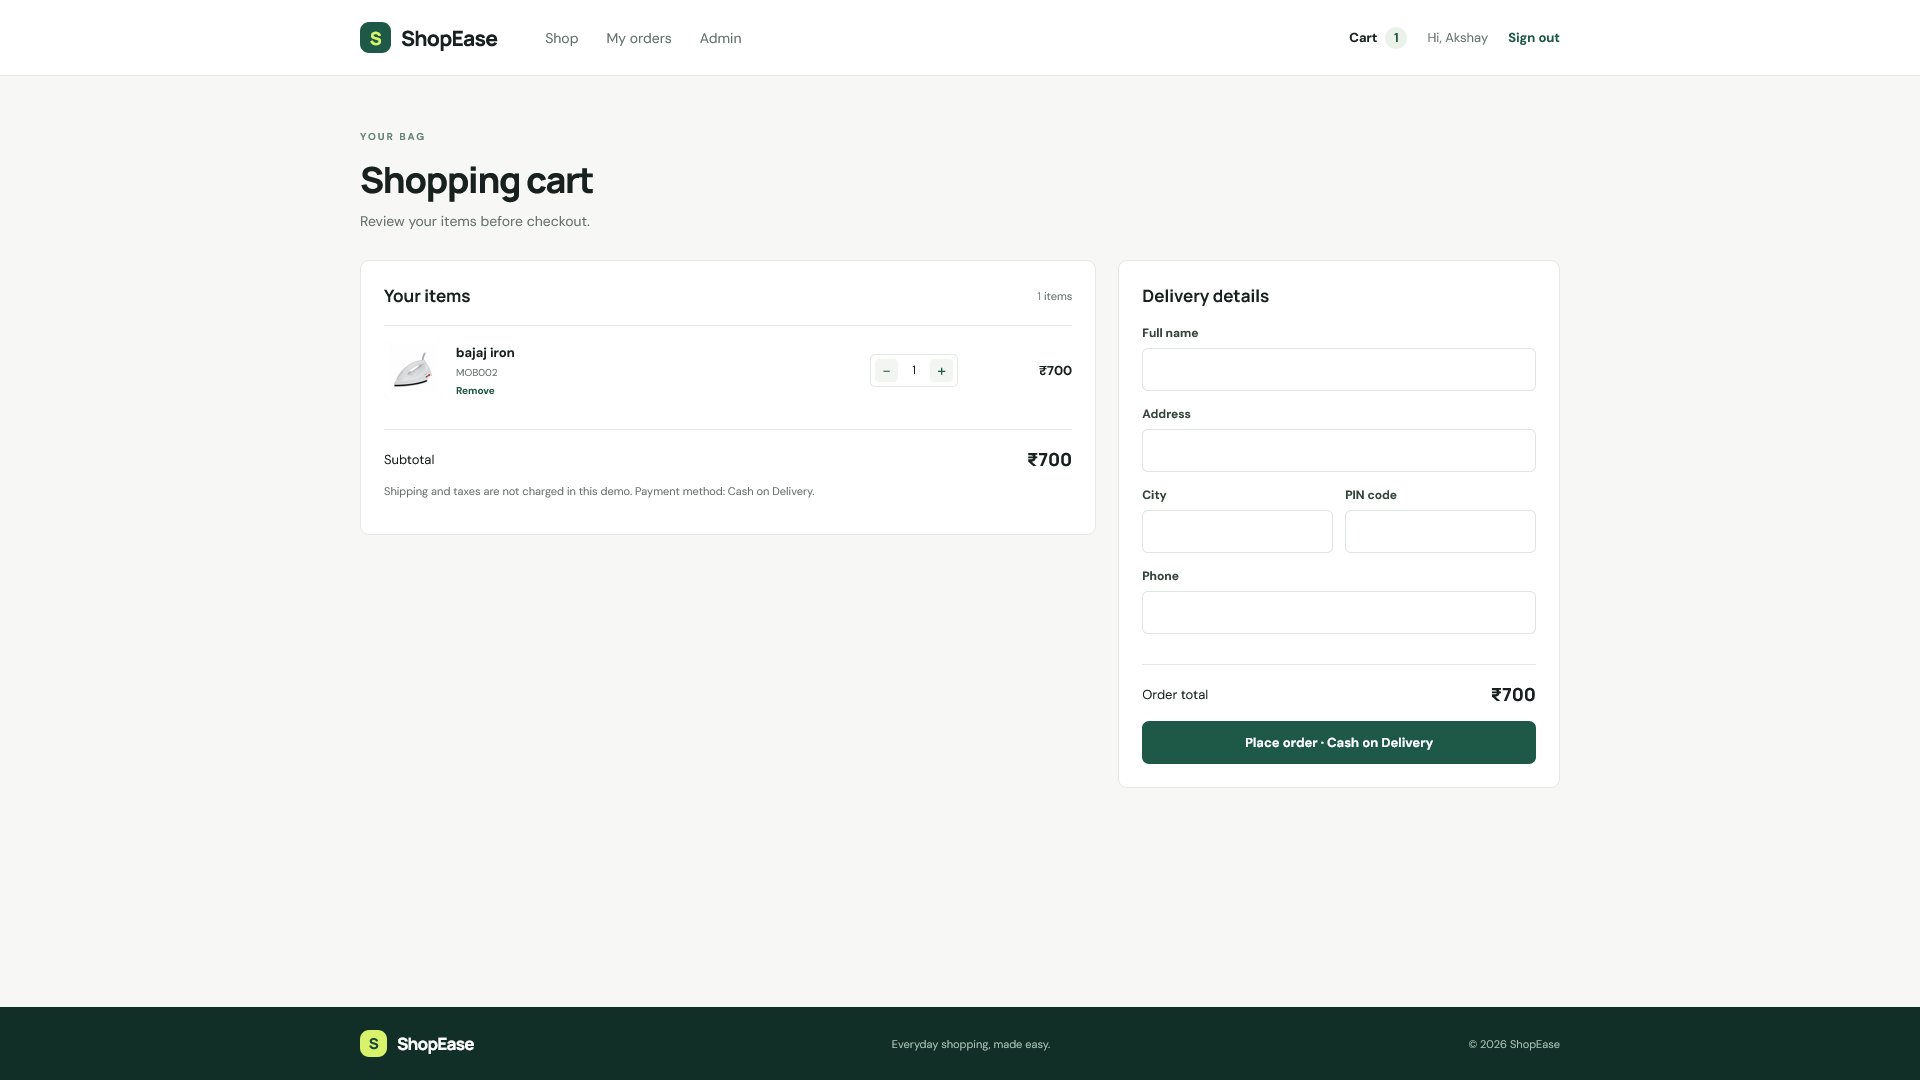 S ShopEase Shop My orders Admin Cart 1 Hi, Akshay Sign out
YOUR BAG
Shopping cart
Review your items before checkout.
Your items 1 items
bajaj iron
MOB002
Remove
− 1 + ₹700
Subtotal ₹700
Shipping and taxes are not charged in this demo. Payment method: Cash on Delivery.
Delivery details
Full name
Address
City PIN code
Phone
Order total ₹700
Place order · Cash on Delivery
S ShopEase Everyday shopping, made easy. © 2026 ShopEase